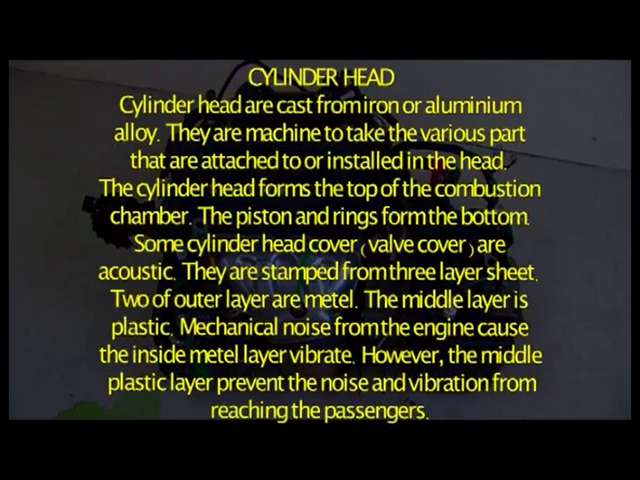 CYLINDER HEAD
Cylinder head are cast from iron or aluminium
alloy. They are machine to take the various part
that are attached to or installed in the head.
The cylinder head forms the top of the combustion
chamber. The piston and rings form the bottom.
Some cylinder head cover (valve cover) are
acoustic. They are stamped from three layer sheet.
Two of outer layer are metel. The middle layer is
plastic. Mechanical noise from the engine cause
the inside metel layer vibrate. However, the middle
plastic layer prevent the noise and vibration from
reaching the passengers.